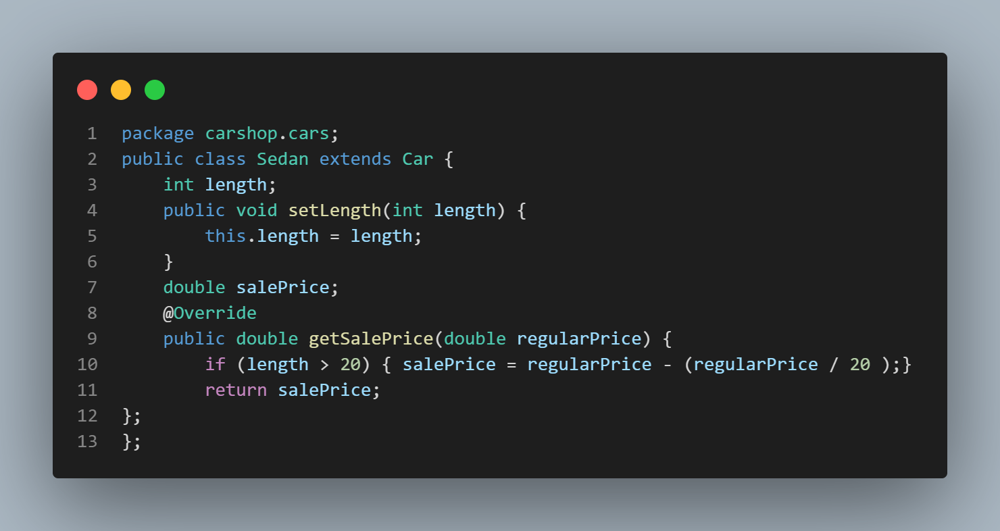 1 package carshop.cars;
2 public class Sedan extends Car {
3     int length;
4     public void setLength(int length) {
5         this.length = length;
6     }
7     double salePrice;
8     @Override
9     public double getSalePrice(double regularPrice) {
10         if (length > 20) { salePrice = regularPrice - (regularPrice / 20 );}
11         return salePrice;
12 };
13 };